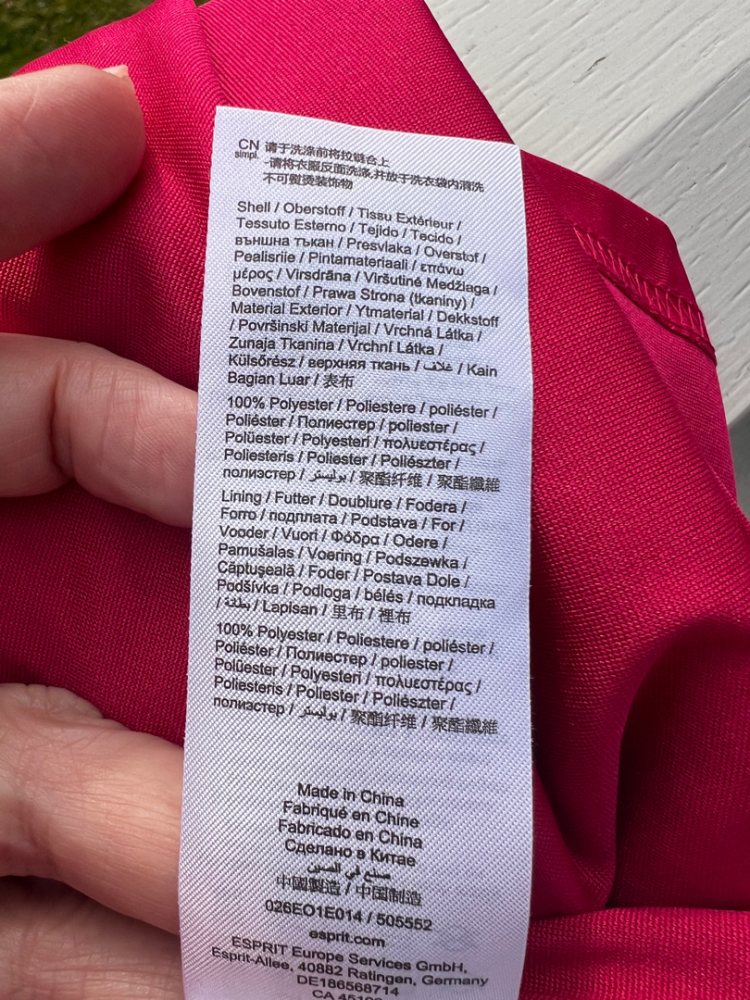 CN 请于洗涤前将拉链合上
simpl. -请将衣服反面洗涤,并放于洗衣袋内清洗
不可熨烫装饰物
Shell / Oberstoff / Tissu Extérieur /
Tessuto Esterno / Tejido / Tecido /
външна тъкан / Presvlaka / Overstof /
Pealisriie / Pintamateriaali / επάνω
μέρος / Virsdrāna / Viršutinė Medžiaga /
Bovenstof / Prawa Strona (tkaniny) /
Material Exterior / Ytmaterial / Dekkstoff
/ Površinski Materijal / Vrchná Látka /
Zunaja Tkanina / Vrchní Látka /
Külsőrész / верхняя ткань / غلاف / Kain
Bagian Luar / 表布
100% Polyester / Poliestere / poliéster /
Poliéster / Полиестер / poliester /
Polüester / Polyesteri / πολυεστέρας /
Poliesteris / Poliester / Poliészter /
полиэстер / بوليستر / 聚酯纤维 / 聚酯纖維
Lining / Futter / Doublure / Fodera /
Forro / подплата / Podstava / For /
Vooder / Vuori / Φόδρα / Odere /
Pamušalas / Voering / Podszewka /
Căptuşeală / Foder / Postava Dole /
Podšívka / Podloga / bélés / подкладка
/ بطانة / Lapisan / 里布 / 裡布
100% Polyester / Poliestere / poliéster /
Poliéster / Полиестер / poliester /
Polüester / Polyesteri / πολυεστέρας /
Poliesteris / Poliester / Poliészter /
полиэстер / بوليستر / 聚酯纤维 / 聚酯纖維
Made in China
Fabriqué en Chine
Fabricado en China
Сделано в Китае
صنع في الصين
中國製造 / 中国制造
026EO1E014 / 505552
esprit.com
ESPRIT Europe Services GmbH,
Esprit-Allee, 40882 Ratingen, Germany
DE186568714
CA